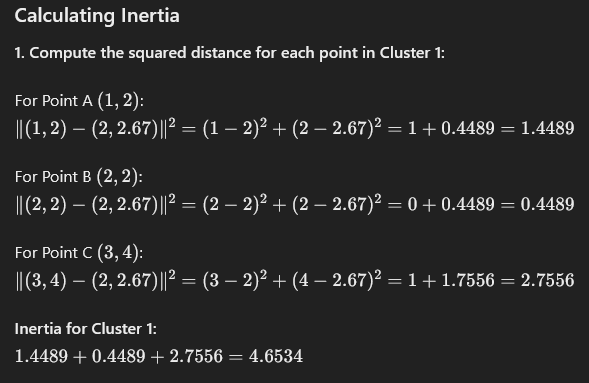 Calculating Inertia
1. Compute the squared distance for each point in Cluster 1:
For Point A (1, 2):
‖(1, 2) − (2, 2.67)‖² = (1 − 2)² + (2 − 2.67)² = 1 + 0.4489 = 1.4489
For Point B (2, 2):
‖(2, 2) − (2, 2.67)‖² = (2 − 2)² + (2 − 2.67)² = 0 + 0.4489 = 0.4489
For Point C (3, 4):
‖(3, 4) − (2, 2.67)‖² = (3 − 2)² + (4 − 2.67)² = 1 + 1.7556 = 2.7556
Inertia for Cluster 1:
1.4489 + 0.4489 + 2.7556 = 4.6534